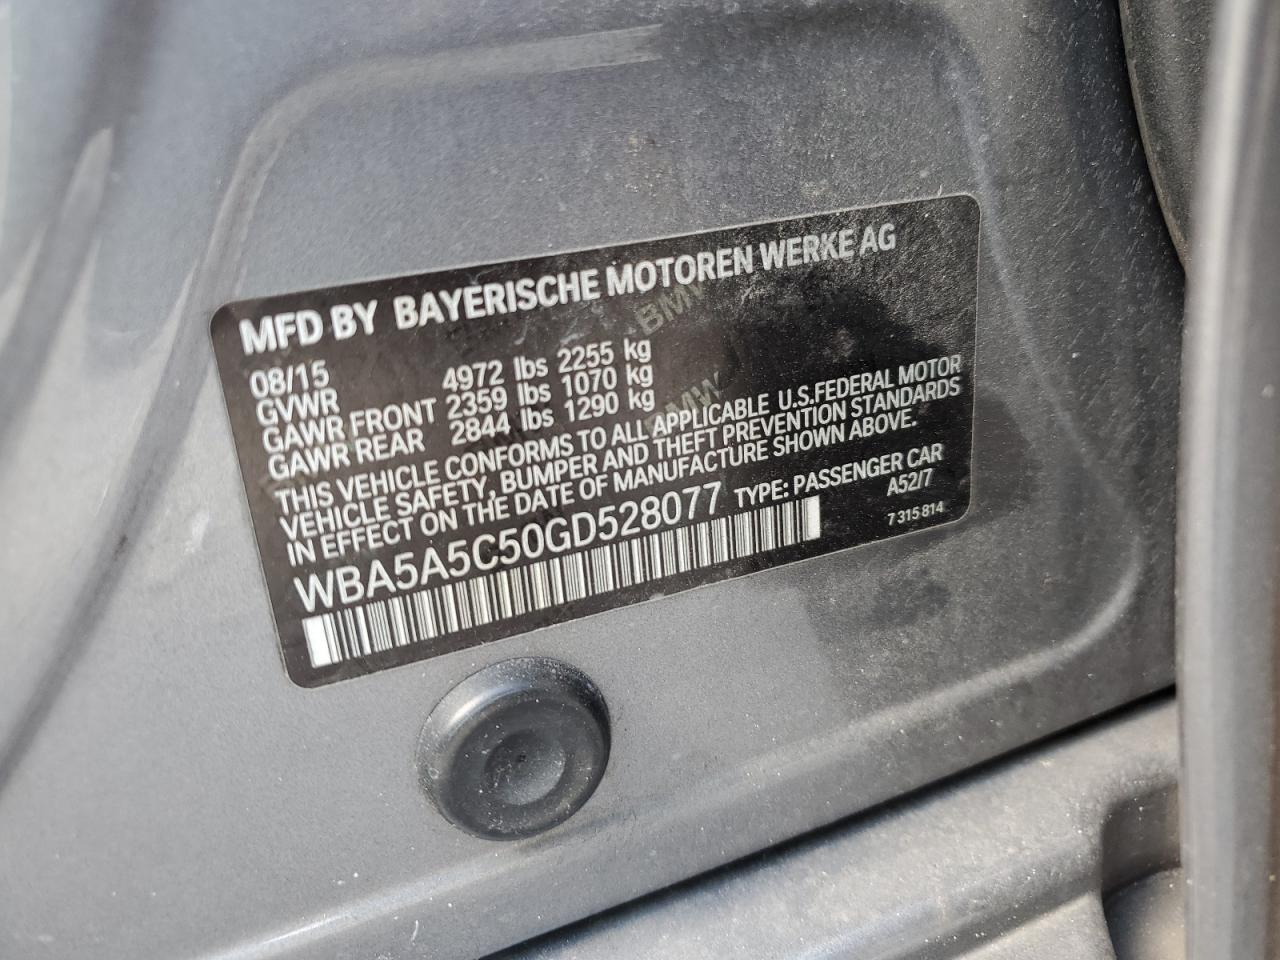 MFD BY BAYERISCHE MOTOREN WERKE AG
08/15
GVWR 4972 lbs 2255 kg
GAWR FRONT 2359 lbs 1070 kg
GAWR REAR 2844 lbs 1290 kg
THIS VEHICLE CONFORMS TO ALL APPLICABLE U.S.FEDERAL MOTOR
VEHICLE SAFETY, BUMPER AND THEFT PREVENTION STANDARDS
IN EFFECT ON THE DATE OF MANUFACTURE SHOWN ABOVE.
WBA5A5C50GD528077 TYPE: PASSENGER CAR
A52/7
7 315 814
BMW
BMW